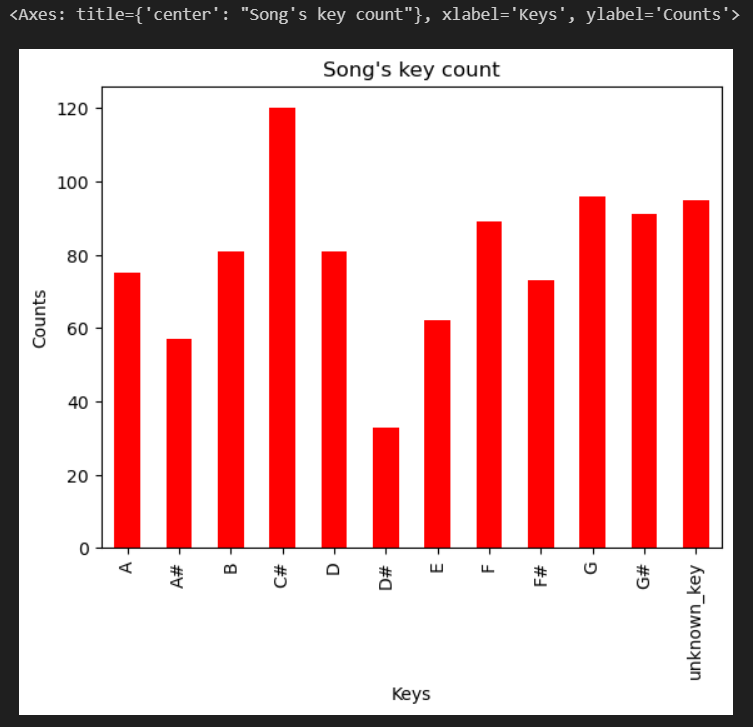 <Axes: title={'center': "Song's key count"}, xlabel='Keys', ylabel='Counts'>
Song's key count
120
100
80
60
40
20
0
Counts
A
A#
B
C#
D
D#
E
F
F#
G
G#
unknown_key
Keys